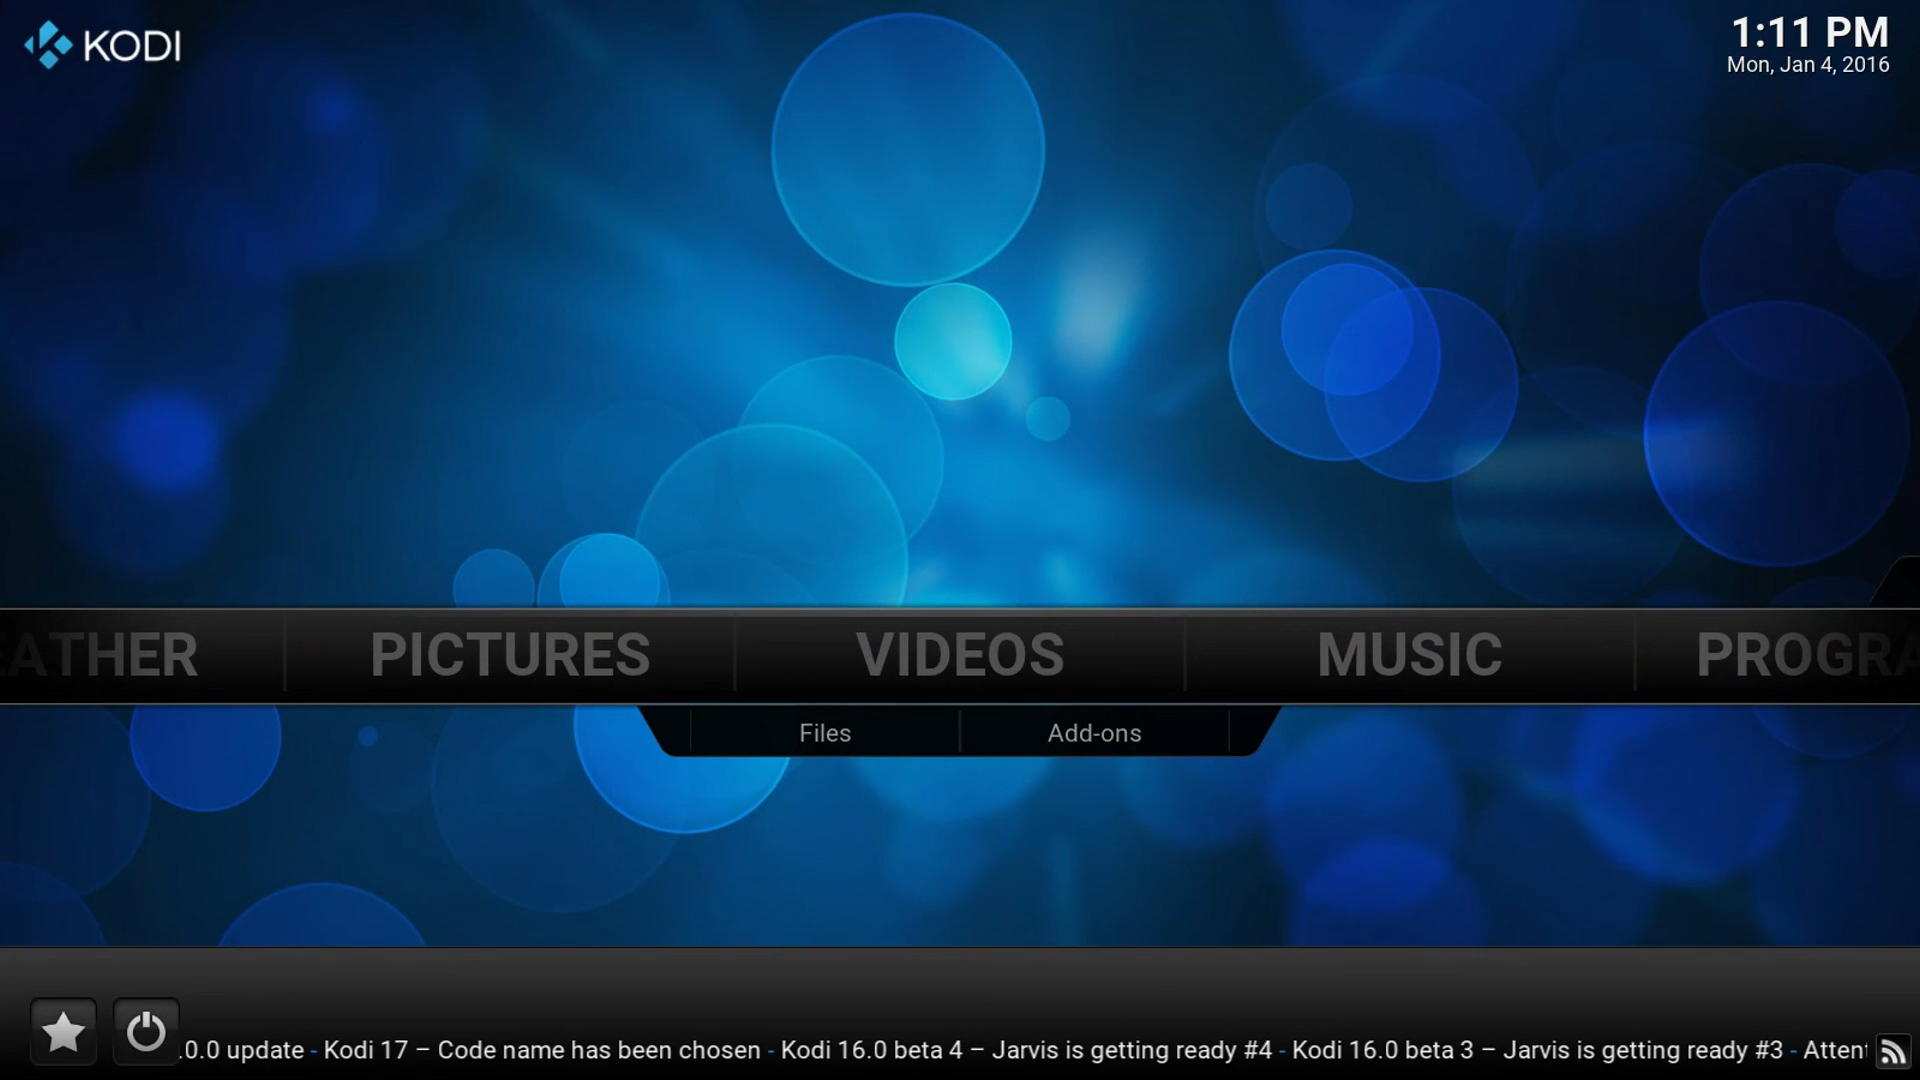 KODI
1:11 PM
Mon, Jan 4, 2016
EATHER PICTURES VIDEOS MUSIC PROGRA
Files Add-ons
.0.0 update - Kodi 17 – Code name has been chosen - Kodi 16.0 beta 4 – Jarvis is getting ready #4 - Kodi 16.0 beta 3 – Jarvis is getting ready #3 - Atten